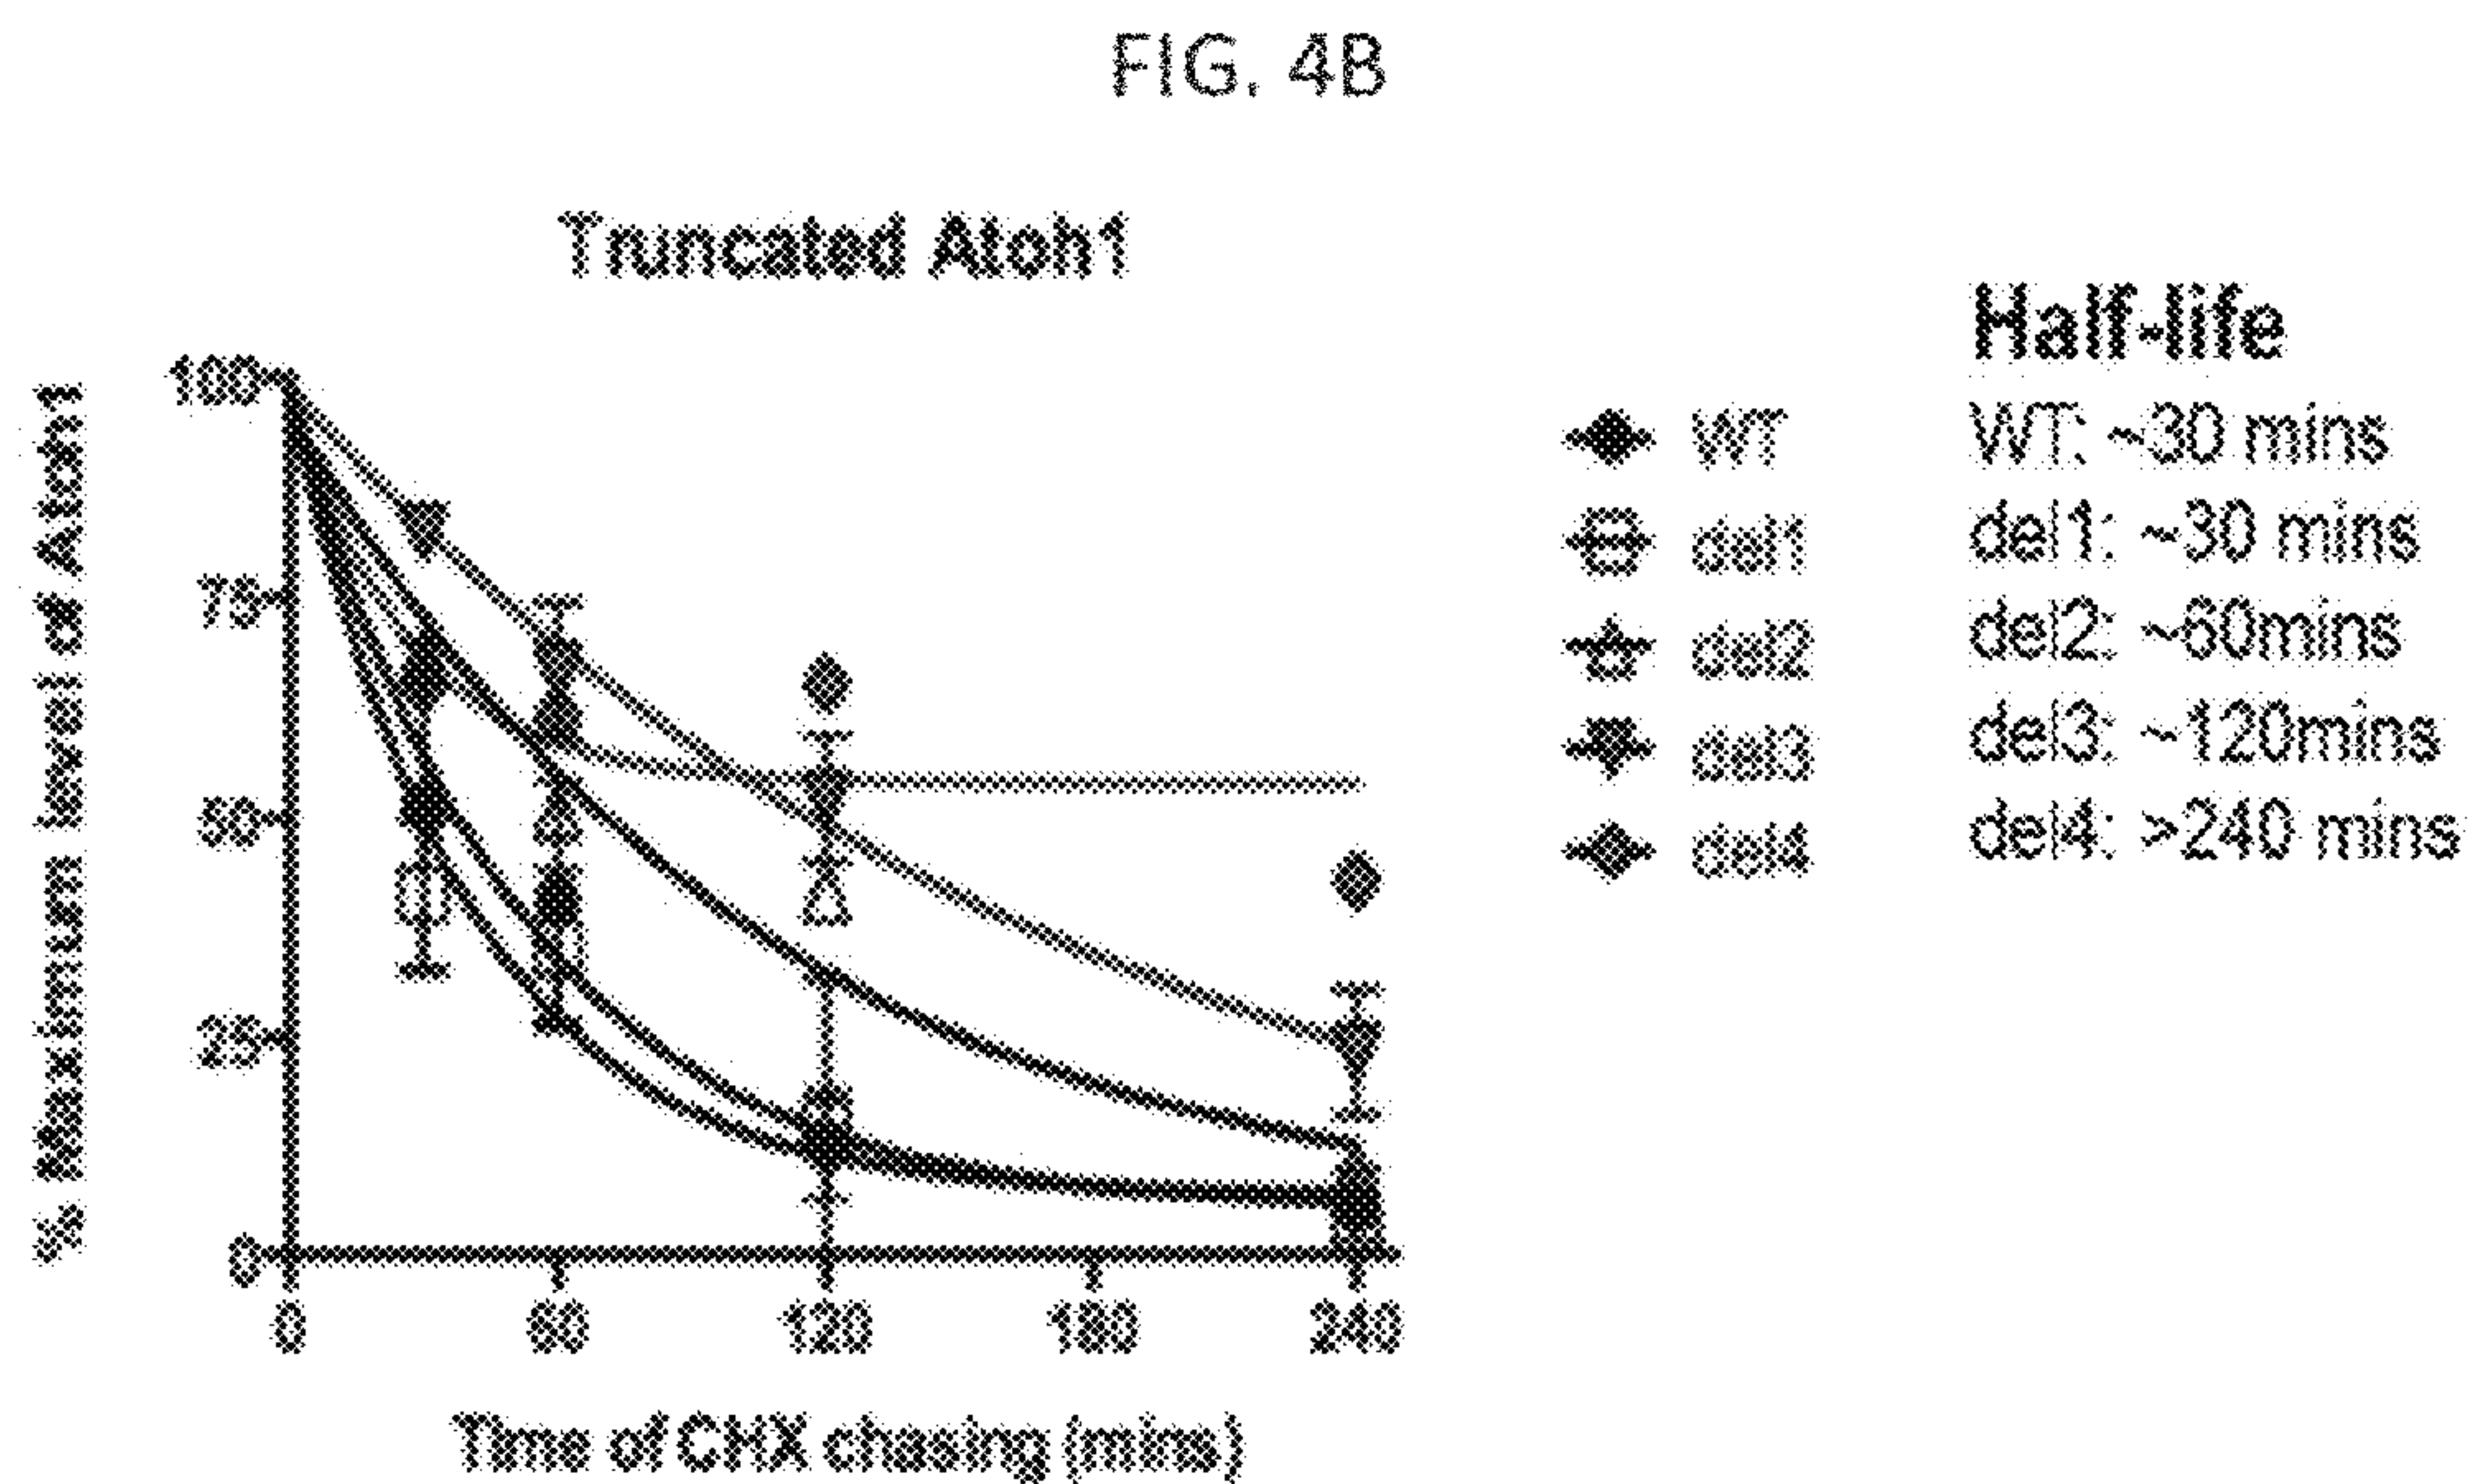 FIG. 4B
Truncated Atoh1
% Maximum Level of Atoh1
100
75
50
25
0
0 60 120 180 240
Time of CHX chasing (mins)
WT
del1
del2
del3
del4
Half-life
WT: ~30 mins
del1: ~30 mins
del2: ~60mins
del3: ~120mins
del4: >240 mins